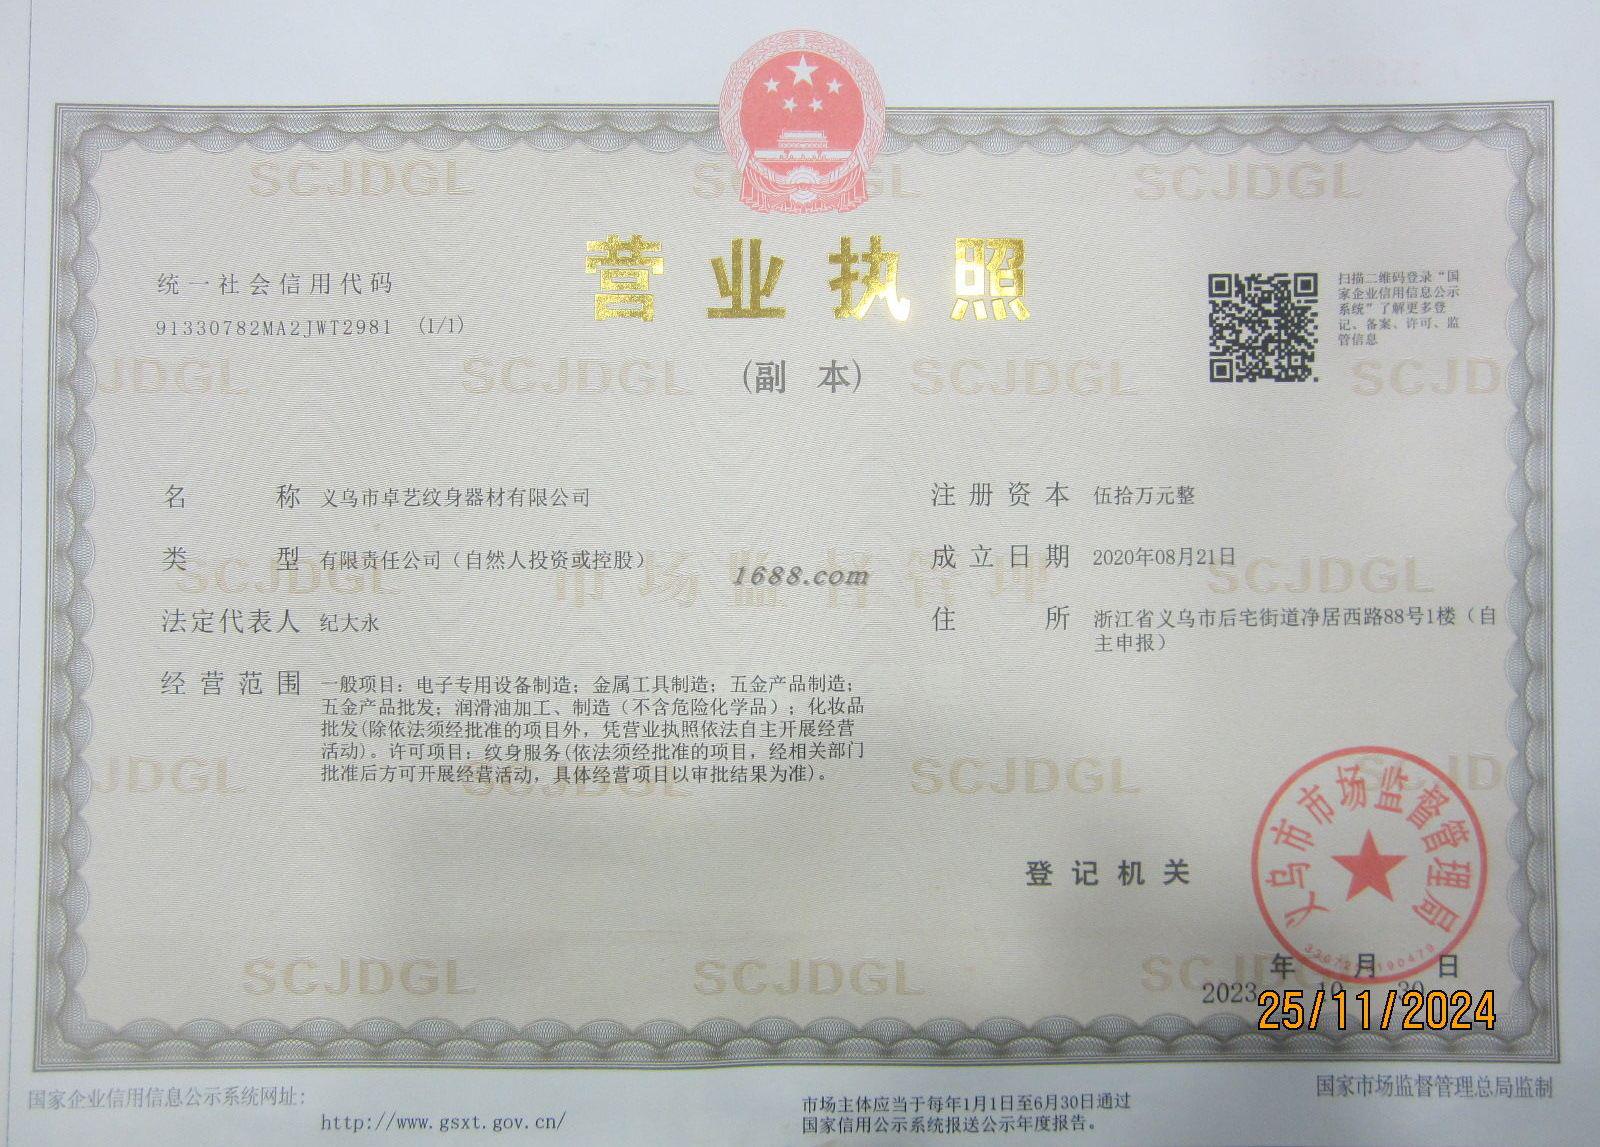 营业执照
(副 本)
统一社会信用代码
91330782MA2JWT2981 (1/1)
扫描二维码登录“国
家企业信用信息公示
系统”了解更多登
记、备案、许可、监
管信息
名称 义乌市卓艺纹身器材有限公司
类型 有限责任公司（自然人投资或控股）
法定代表人 纪大永
经营范围 一般项目：电子专用设备制造；金属工具制造；五金产品制造；
五金产品批发；润滑油加工、制造（不含危险化学品）；化妆品
批发(除依法须经批准的项目外，凭营业执照依法自主开展经营
活动)。许可项目：纹身服务(依法须经批准的项目，经相关部门
批准后方可开展经营活动，具体经营项目以审批结果为准)。
注册资本 伍拾万元整
成立日期 2020年08月21日
住所 浙江省义乌市后宅街道净居西路88号1楼（自
主申报）
1688.com
SCJDGL
市场监督管理
登记机关
义乌市市场监督管理局
年 月 日
2023 10 30
25/11/2024
国家企业信用信息公示系统网址：
http://www.gsxt.gov.cn/
市场主体应当于每年1月1日至6月30日通过
国家信用公示系统报送公示年度报告。
国家市场监督管理总局监制